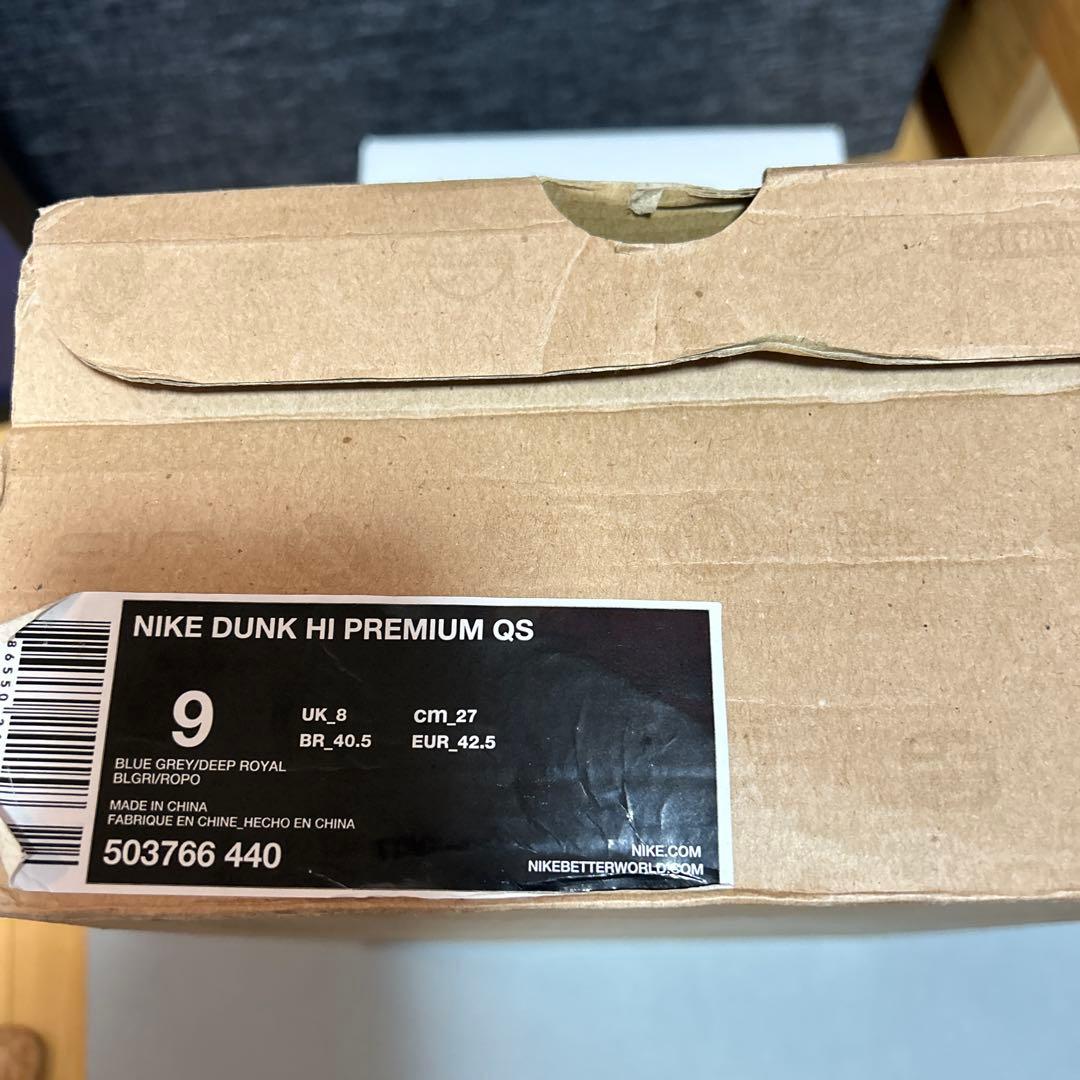 NIKE DUNK HI PREMIUM QS
9
UK_8 cm_27
BR_40.5 EUR_42.5
BLUE GREY/DEEP ROYAL
BLGRI/ROPO
MADE IN CHINA
FABRIQUE EN CHINE_HECHO EN CHINA
503766 440
NIKE.COM
NIKEBETTERWORLD.COM